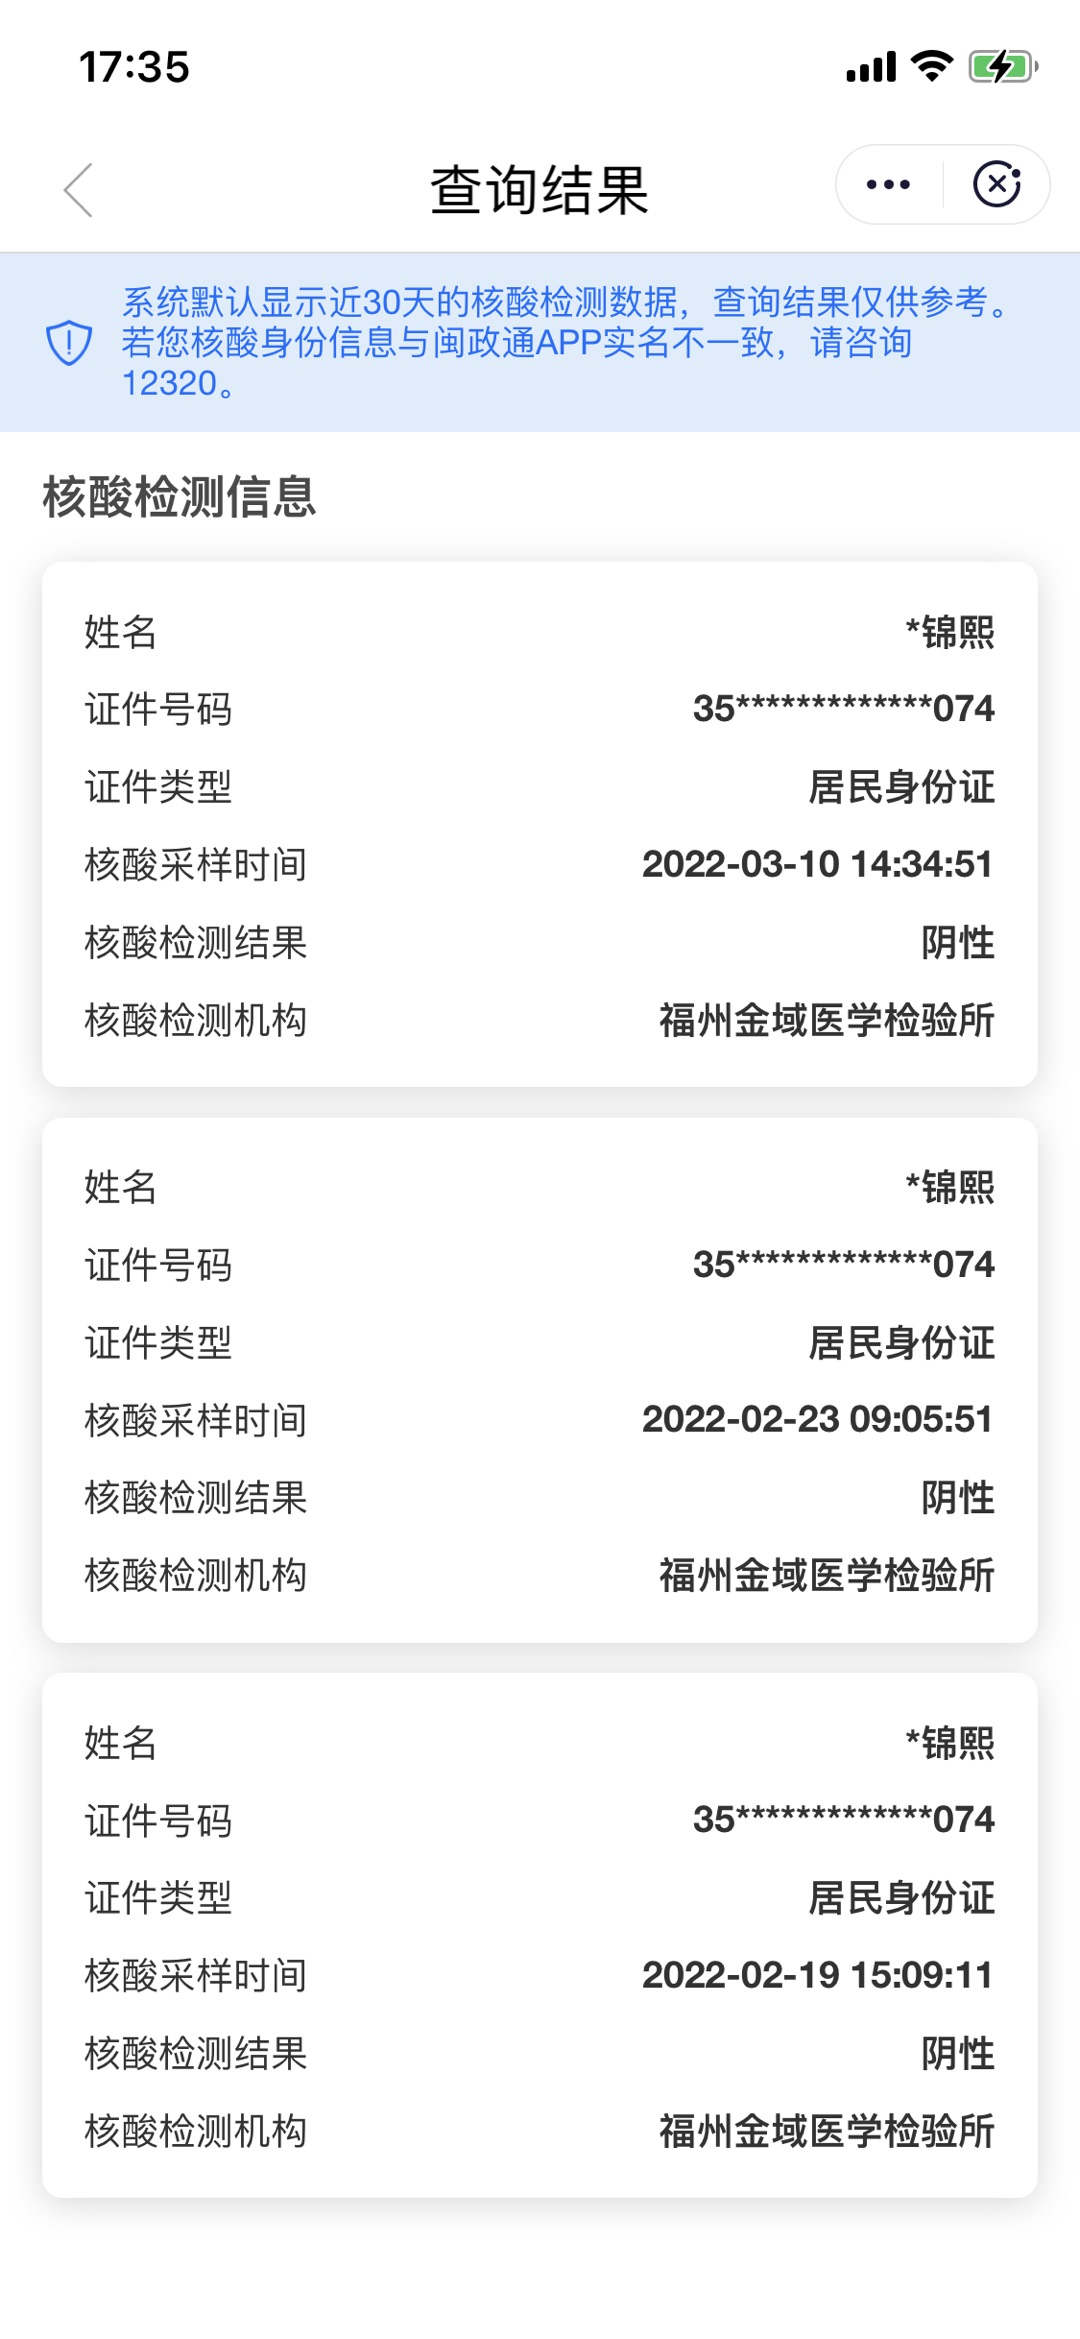 17:35
查询结果
系统默认显示近30天的核酸检测数据，查询结果仅供参考。
若您核酸身份信息与闽政通APP实名不一致，请咨询
12320。
核酸检测信息
姓名 *锦熙
证件号码 35*************074
证件类型 居民身份证
核酸采样时间 2022-03-10 14:34:51
核酸检测结果 阴性
核酸检测机构 福州金域医学检验所
姓名 *锦熙
证件号码 35*************074
证件类型 居民身份证
核酸采样时间 2022-02-23 09:05:51
核酸检测结果 阴性
核酸检测机构 福州金域医学检验所
姓名 *锦熙
证件号码 35*************074
证件类型 居民身份证
核酸采样时间 2022-02-19 15:09:11
核酸检测结果 阴性
核酸检测机构 福州金域医学检验所